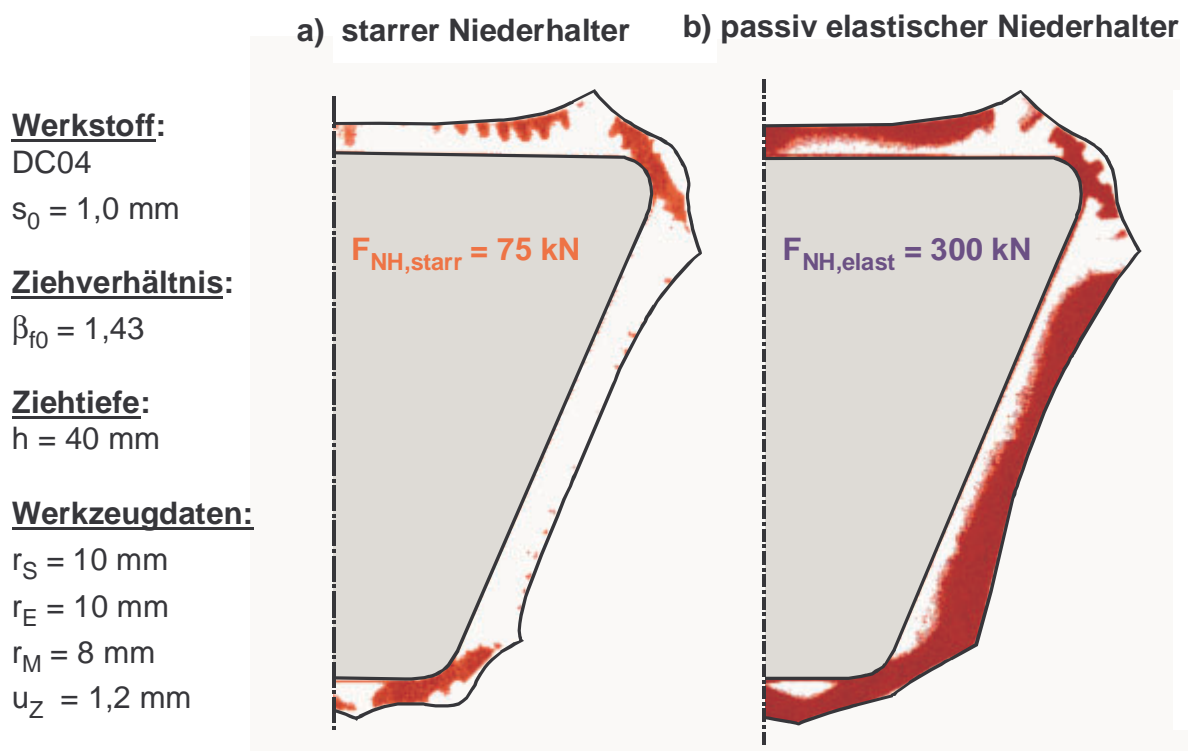 a) starrer Niederhalter
b) passiv elastischer Niederhalter
Werkstoff:
DC04
s0 = 1,0 mm
Ziehverhältnis:
βf0 = 1,43
Ziehtiefe:
h = 40 mm
Werkzeugdaten:
rS = 10 mm
rE = 10 mm
rM = 8 mm
uZ = 1,2 mm
FNH,starr = 75 kN
FNH,elast = 300 kN